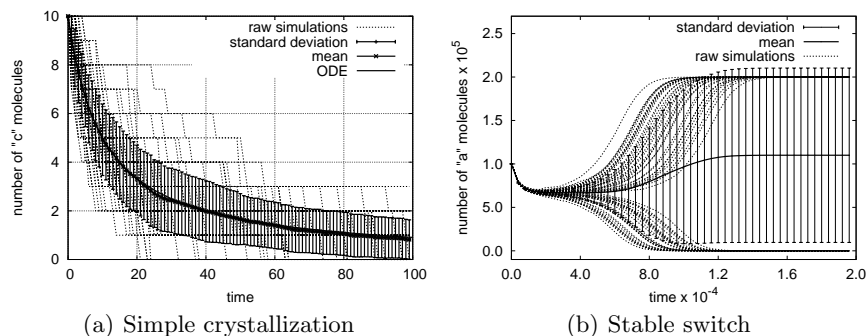 10
8
6
4
2
0
0
20
40
60
80
100
number of "c" molecules
time
raw simulations
standard deviation
mean
ODE
(a) Simple crystallization
2.0
1.5
1.0
5.0
0.0
0.0
4.0
8.0
1.2
1.6
2.0
number of "a" molecules x 10^5
time x 10^-4
standard deviation
mean
raw simulations
(b) Stable switch